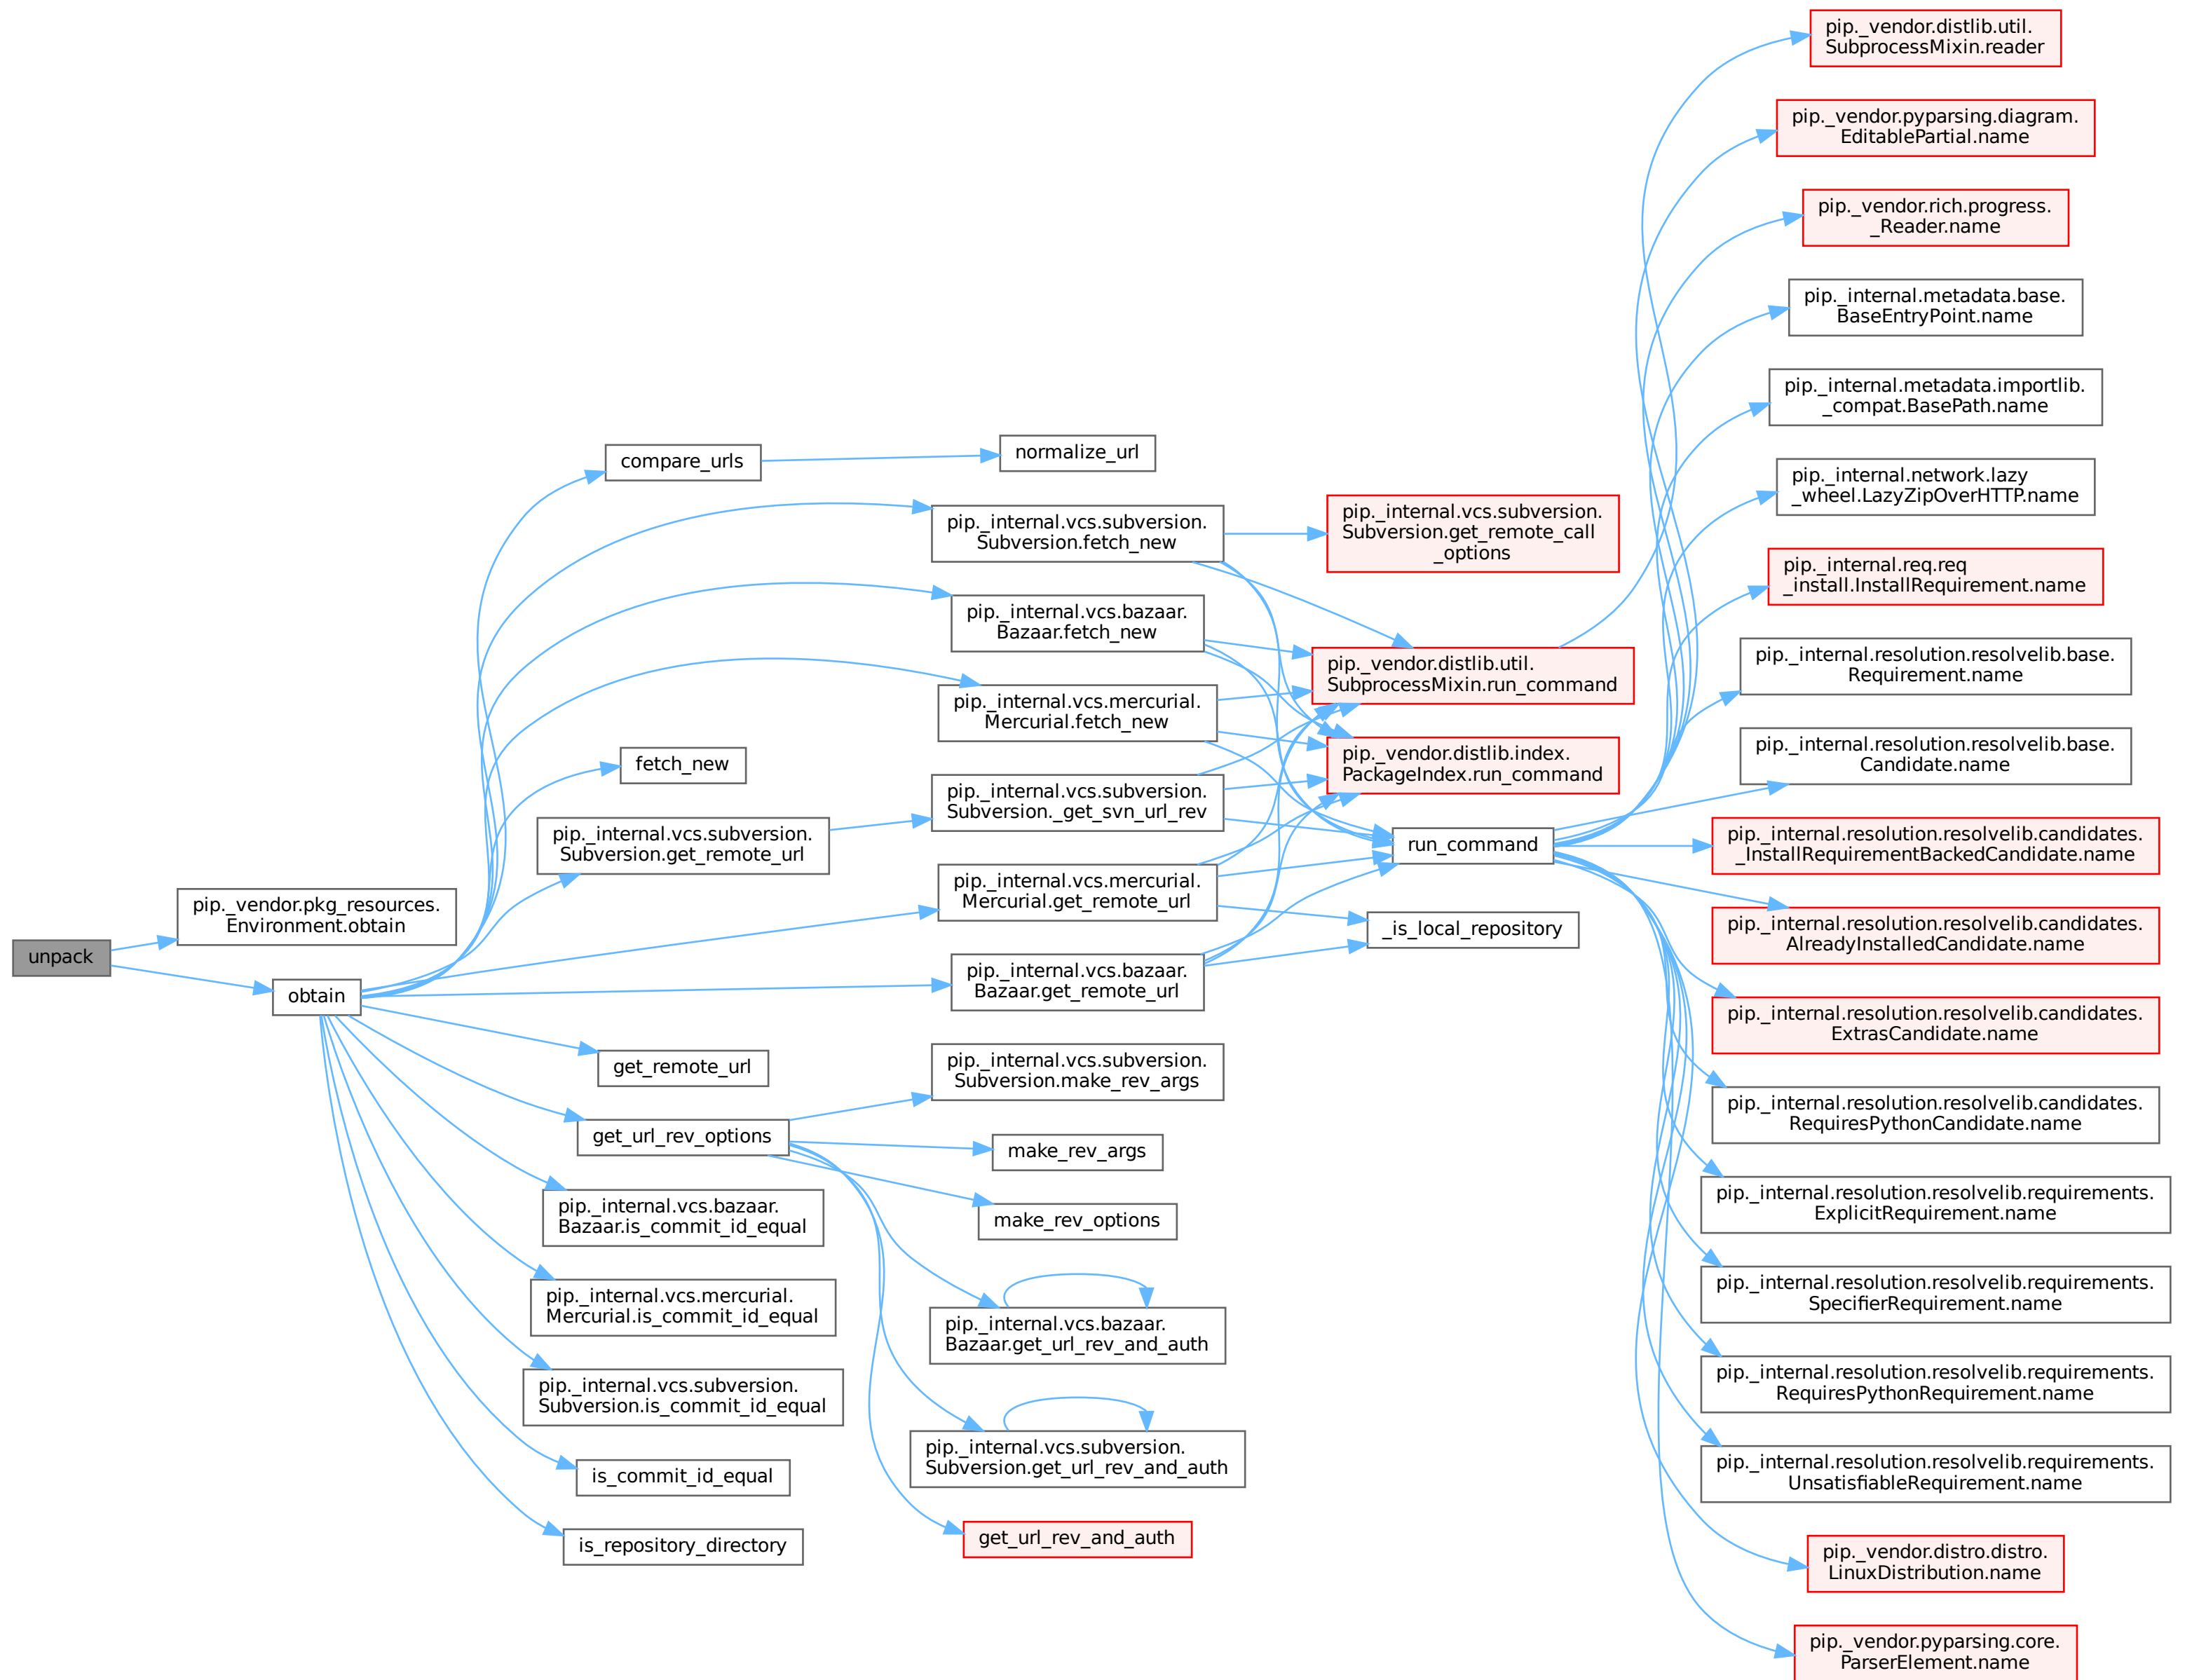 unpack
pip._vendor.pkg_resources.
Environment.obtain
obtain
compare_urls
fetch_new
pip._internal.vcs.subversion.
Subversion.get_remote_url
get_remote_url
get_url_rev_options
pip._internal.vcs.bazaar.
Bazaar.is_commit_id_equal
pip._internal.vcs.mercurial.
Mercurial.is_commit_id_equal
pip._internal.vcs.subversion.
Subversion.is_commit_id_equal
is_commit_id_equal
is_repository_directory
normalize_url
pip._internal.vcs.subversion.
Subversion.fetch_new
pip._internal.vcs.bazaar.
Bazaar.fetch_new
pip._internal.vcs.mercurial.
Mercurial.fetch_new
pip._internal.vcs.subversion.
Subversion._get_svn_url_rev
pip._internal.vcs.mercurial.
Mercurial.get_remote_url
pip._internal.vcs.bazaar.
Bazaar.get_remote_url
pip._internal.vcs.subversion.
Subversion.make_rev_args
make_rev_args
make_rev_options
pip._internal.vcs.bazaar.
Bazaar.get_url_rev_and_auth
pip._internal.vcs.subversion.
Subversion.get_url_rev_and_auth
get_url_rev_and_auth
pip._internal.vcs.subversion.
Subversion.get_remote_call
_options
pip._vendor.distlib.util.
SubprocessMixin.run_command
pip._vendor.distlib.index.
PackageIndex.run_command
run_command
_is_local_repository
pip._vendor.distlib.util.
SubprocessMixin.reader
pip._vendor.pyparsing.diagram.
EditablePartial.name
pip._vendor.rich.progress.
_Reader.name
pip._internal.metadata.base.
BaseEntryPoint.name
pip._internal.metadata.importlib.
_compat.BasePath.name
pip._internal.network.lazy
_wheel.LazyZipOverHTTP.name
pip._internal.req.req
_install.InstallRequirement.name
pip._internal.resolution.resolvelib.base.
Requirement.name
pip._internal.resolution.resolvelib.base.
Candidate.name
pip._internal.resolution.resolvelib.candidates.
_InstallRequirementBackedCandidate.name
pip._internal.resolution.resolvelib.candidates.
AlreadyInstalledCandidate.name
pip._internal.resolution.resolvelib.candidates.
ExtrasCandidate.name
pip._internal.resolution.resolvelib.candidates.
RequiresPythonCandidate.name
pip._internal.resolution.resolvelib.requirements.
ExplicitRequirement.name
pip._internal.resolution.resolvelib.requirements.
SpecifierRequirement.name
pip._internal.resolution.resolvelib.requirements.
RequiresPythonRequirement.name
pip._internal.resolution.resolvelib.requirements.
UnsatisfiableRequirement.name
pip._vendor.distro.distro.
LinuxDistribution.name
pip._vendor.pyparsing.core.
ParserElement.name